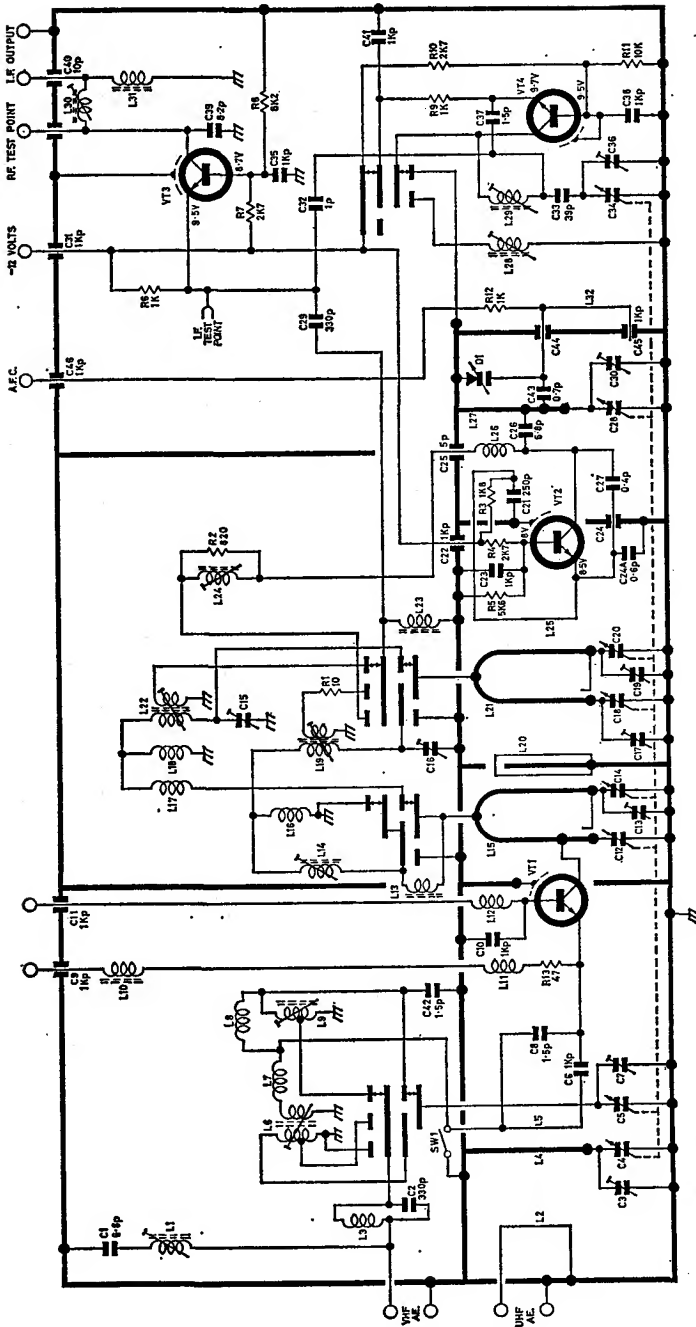 C1
6·8p
L1
VHF
AE.
UHF
AE.
L2
L3
C2
330p
L6
L7
L8
L9
SW1
C42
1·5p
L4
L5
C3
C4
C5
C7
C8
1·5p
C6 1Kp
C9
1Kp
L10
L11
R13
47
C11
1Kp
L12
C10
1Kp
VT1
L13
L14
L16
L15
C12
C13
C14
L17
L18
L22
C15
L19
R1
10
C16
L20
L21
C17
C18
C19
C20
L23
L24
R2
820
C22
1Kp
C25
5p
R5
5K6
C23
1Kp
R4
2K7
R3
1K8
C21
250p
8V
VT2
8·5V
L25
C24
C24A
0·6p
C27
0·4p
L26
C26
6·8p
L27
C43
0·7p
D1
C28
C30
C44
C45
1Kp
L32
R12
1K
A.F.C.
C46
1Kp
-12 VOLTS
C31
1Kp
R6
1K
I.F.
TEST
POINT
C29
330p
C32
1p
R7
2K7
VT3
9·5V
8·7V
C35
1Kp
R8
8K2
R.F. TEST POINT
C39
8·2p
L30
L31
I.F. OUTPUT
C40
10p
C41
1Kp
R9
1K
R10
2K7
C37
1·5p
VT4
9·7V
9·5V
R11
10K
C38
1Kp
L28
L29
C33
39p
C34
C36